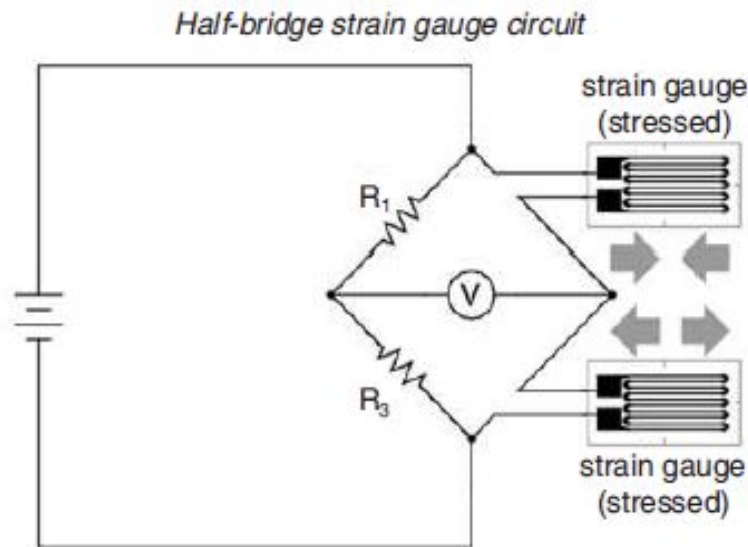 Half-bridge strain gauge circuit
strain gauge
(stressed)
R₁
V
R₃
strain gauge
(stressed)